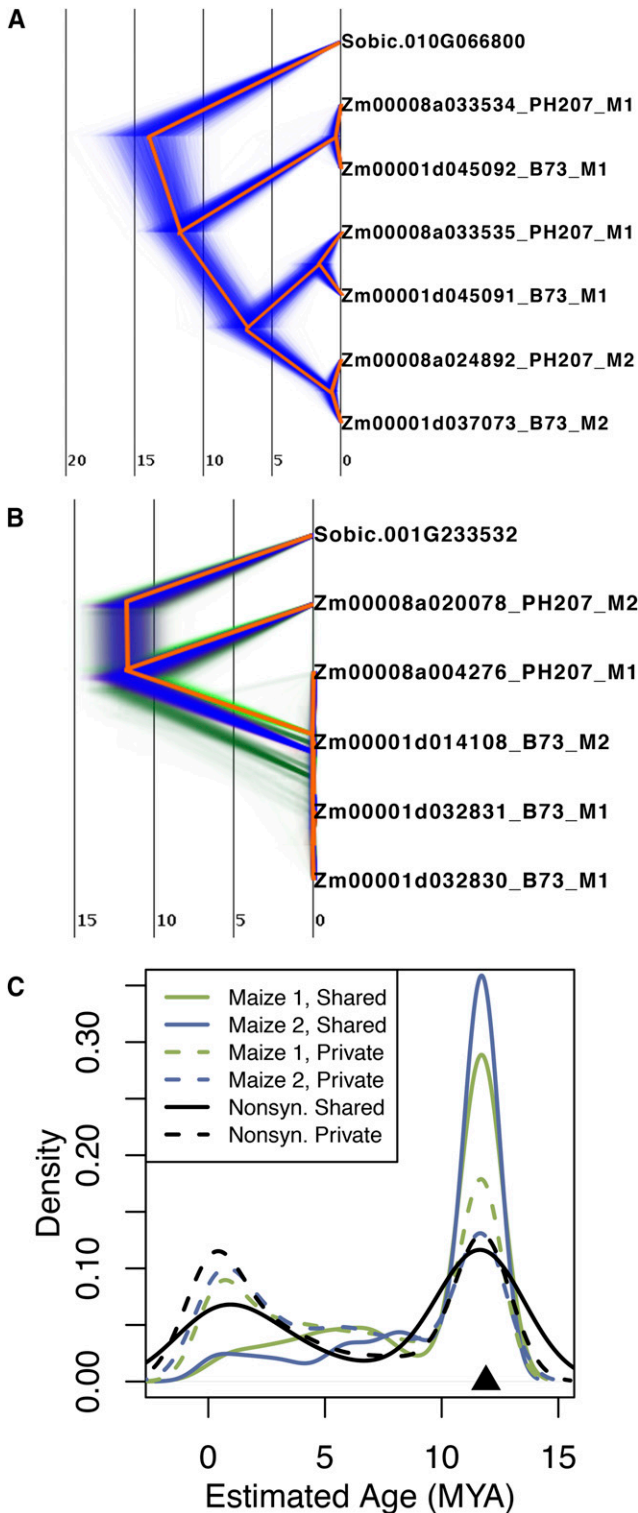 A
Sobic.010G066800
Zm00008a033534_PH207_M1
Zm00001d045092_B73_M1
Zm00008a033535_PH207_M1
Zm00001d045091_B73_M1
Zm00008a024892_PH207_M2
Zm00001d037073_B73_M2
20 15 10 5 0
B
Sobic.001G233532
Zm00008a020078_PH207_M2
Zm00008a004276_PH207_M1
Zm00001d014108_B73_M2
Zm00001d032831_B73_M1
Zm00001d032830_B73_M1
15 10 5 0
C
Maize 1, Shared
Maize 2, Shared
Maize 1, Private
Maize 2, Private
Nonsyn. Shared
Nonsyn. Private
0.30
0.20
0.10
0.00
Density
0 5 10 15
Estimated Age (MYA)